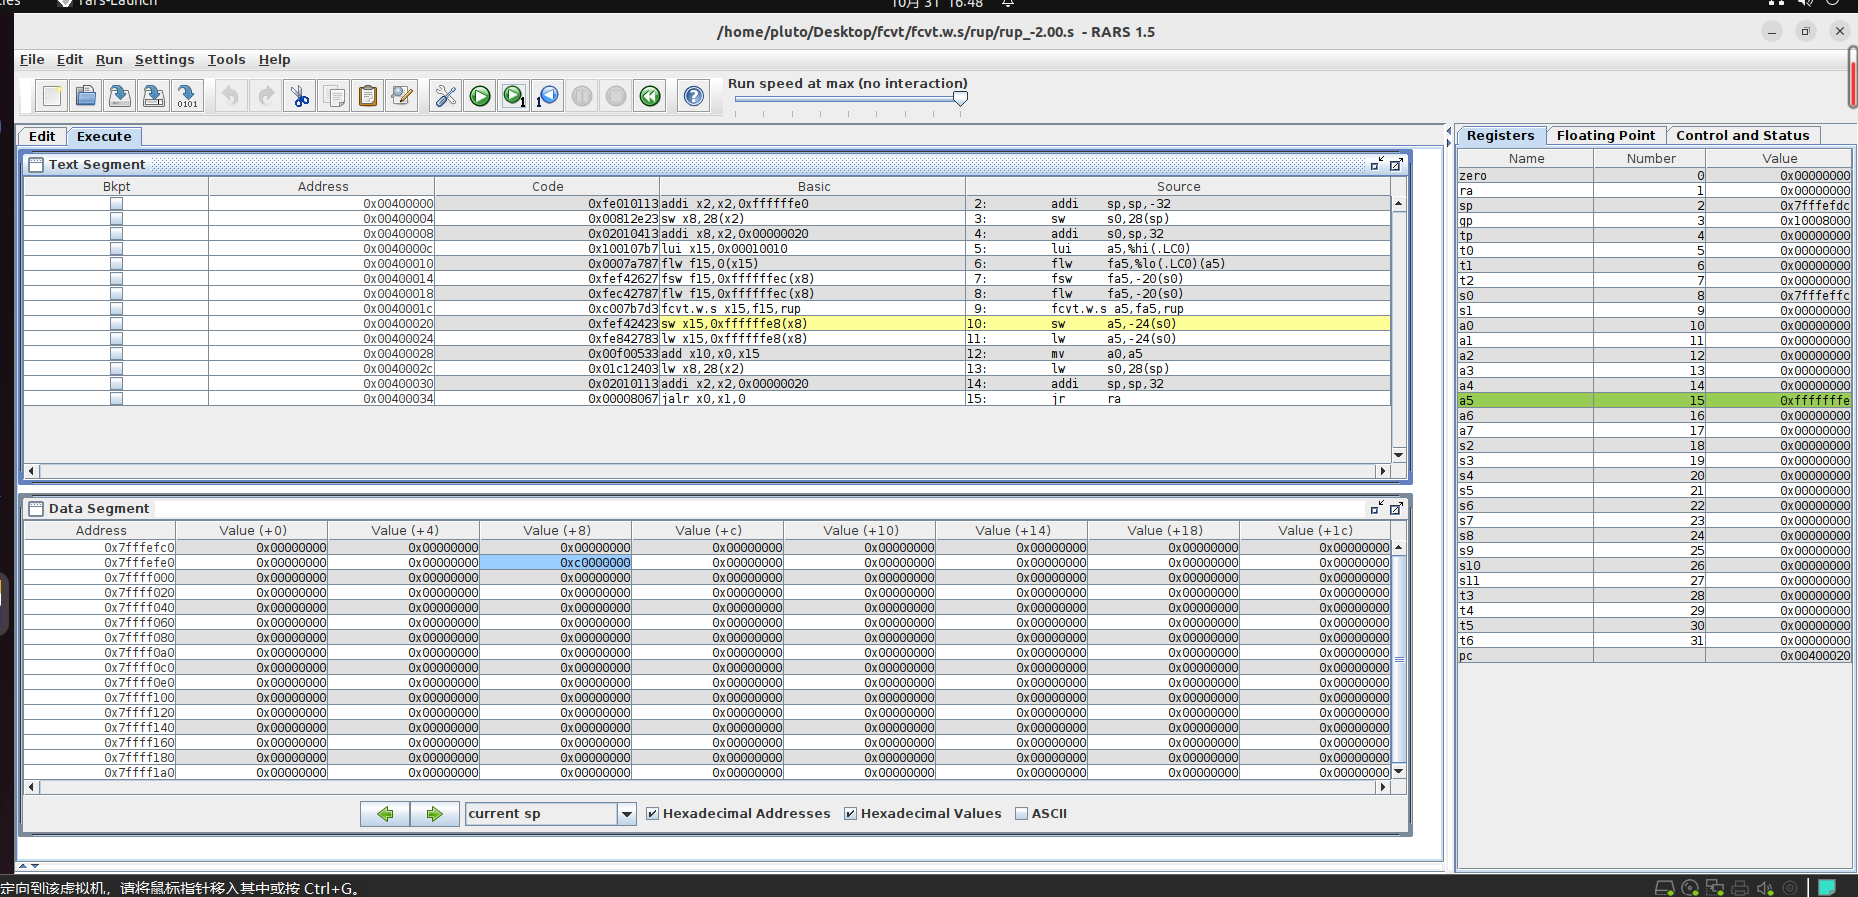 rars-Launch 10月 31 16:48
/home/pluto/Desktop/fcvt/fcvt.w.s/rup/rup_-2.00.s - RARS 1.5
File Edit Run Settings Tools Help
Run speed at max (no interaction)
Edit Execute
Text Segment
Bkpt Address Code Basic Source
0x00400000 0xfe010113 addi x2,x2,0xffffffe0 2: addi sp,sp,-32
0x00400004 0x00812e23 sw x8,28(x2) 3: sw s0,28(sp)
0x00400008 0x02010413 addi x8,x2,0x00000020 4: addi s0,sp,32
0x0040000c 0x100107b7 lui x15,0x00010010 5: lui a5,%hi(.LC0)
0x00400010 0x0007a787 flw f15,0(x15) 6: flw fa5,%lo(.LC0)(a5)
0x00400014 0xfef42627 fsw f15,0xffffffec(x8) 7: fsw fa5,-20(s0)
0x00400018 0xfec42787 flw f15,0xffffffec(x8) 8: flw fa5,-20(s0)
0x0040001c 0xc007b7d3 fcvt.w.s x15,f15,rup 9: fcvt.w.s a5,fa5,rup
0x00400020 0xfef42423 sw x15,0xffffffe8(x8) 10: sw a5,-24(s0)
0x00400024 0xfe842783 lw x15,0xffffffe8(x8) 11: lw a5,-24(s0)
0x00400028 0x00f00533 add x10,x0,x15 12: mv a0,a5
0x0040002c 0x01c12403 lw x8,28(x2) 13: lw s0,28(sp)
0x00400030 0x02010113 addi x2,x2,0x00000020 14: addi sp,sp,32
0x00400034 0x00008067 jalr x0,x1,0 15: jr ra
Data Segment
Address Value (+0) Value (+4) Value (+8) Value (+c) Value (+10) Value (+14) Value (+18) Value (+1c)
0x7fffefc0 0x00000000 0x00000000 0x00000000 0x00000000 0x00000000 0x00000000 0x00000000 0x00000000
0x7fffefe0 0x00000000 0x00000000 0xc0000000 0x00000000 0x00000000 0x00000000 0x00000000 0x00000000
0x7ffff000 0x00000000 0x00000000 0x00000000 0x00000000 0x00000000 0x00000000 0x00000000 0x00000000
0x7ffff020 0x00000000 0x00000000 0x00000000 0x00000000 0x00000000 0x00000000 0x00000000 0x00000000
0x7ffff040 0x00000000 0x00000000 0x00000000 0x00000000 0x00000000 0x00000000 0x00000000 0x00000000
0x7ffff060 0x00000000 0x00000000 0x00000000 0x00000000 0x00000000 0x00000000 0x00000000 0x00000000
0x7ffff080 0x00000000 0x00000000 0x00000000 0x00000000 0x00000000 0x00000000 0x00000000 0x00000000
0x7ffff0a0 0x00000000 0x00000000 0x00000000 0x00000000 0x00000000 0x00000000 0x00000000 0x00000000
0x7ffff0c0 0x00000000 0x00000000 0x00000000 0x00000000 0x00000000 0x00000000 0x00000000 0x00000000
0x7ffff0e0 0x00000000 0x00000000 0x00000000 0x00000000 0x00000000 0x00000000 0x00000000 0x00000000
0x7ffff100 0x00000000 0x00000000 0x00000000 0x00000000 0x00000000 0x00000000 0x00000000 0x00000000
0x7ffff120 0x00000000 0x00000000 0x00000000 0x00000000 0x00000000 0x00000000 0x00000000 0x00000000
0x7ffff140 0x00000000 0x00000000 0x00000000 0x00000000 0x00000000 0x00000000 0x00000000 0x00000000
0x7ffff160 0x00000000 0x00000000 0x00000000 0x00000000 0x00000000 0x00000000 0x00000000 0x00000000
0x7ffff180 0x00000000 0x00000000 0x00000000 0x00000000 0x00000000 0x00000000 0x00000000 0x00000000
0x7ffff1a0 0x00000000 0x00000000 0x00000000 0x00000000 0x00000000 0x00000000 0x00000000 0x00000000
current sp Hexadecimal Addresses Hexadecimal Values ASCII
Registers Floating Point Control and Status
Name Number Value
zero 0 0x00000000
ra 1 0x00000000
sp 2 0x7fffefdc
gp 3 0x10008000
tp 4 0x00000000
t0 5 0x00000000
t1 6 0x00000000
t2 7 0x00000000
s0 8 0x7fffeffc
s1 9 0x00000000
a0 10 0x00000000
a1 11 0x00000000
a2 12 0x00000000
a3 13 0x00000000
a4 14 0x00000000
a5 15 0xfffffffe
a6 16 0x00000000
a7 17 0x00000000
s2 18 0x00000000
s3 19 0x00000000
s4 20 0x00000000
s5 21 0x00000000
s6 22 0x00000000
s7 23 0x00000000
s8 24 0x00000000
s9 25 0x00000000
s10 26 0x00000000
s11 27 0x00000000
t3 28 0x00000000
t4 29 0x00000000
t5 30 0x00000000
t6 31 0x00000000
pc 0x00400020
定向到该虚拟机，请将鼠标指针移入其中或按 Ctrl+G。